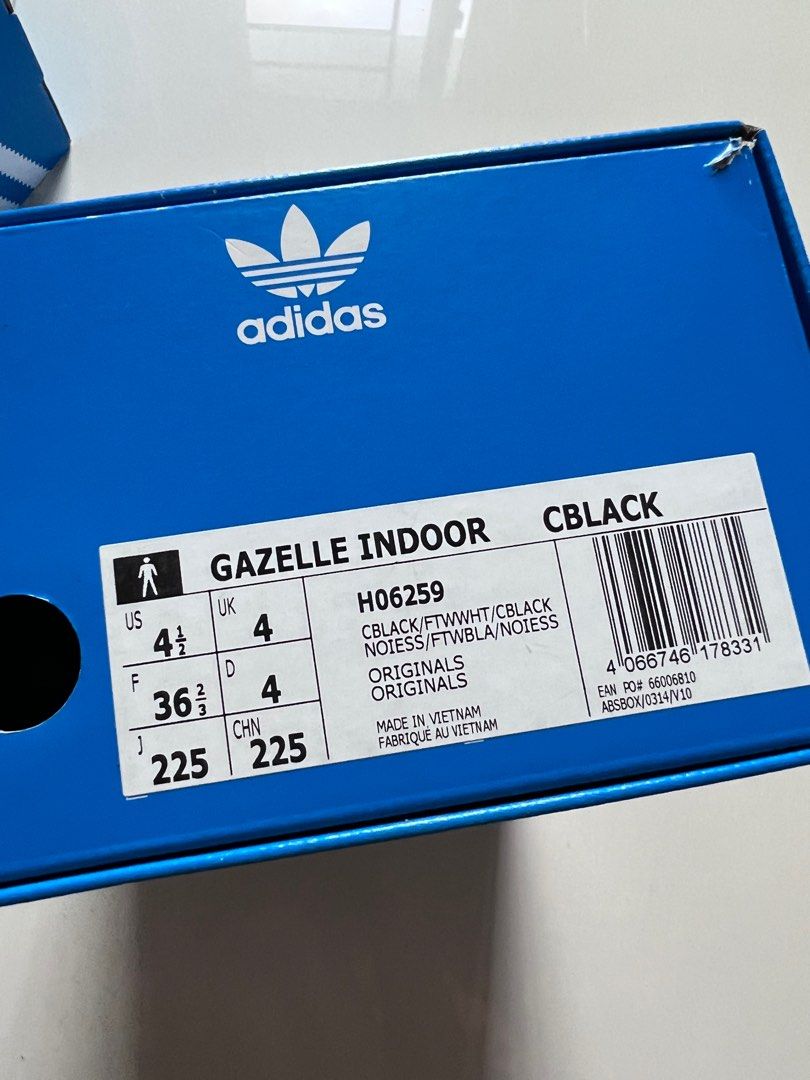 adidas
GAZELLE INDOOR CBLACK
US 4½ UK 4
F 36⅔ D 4
J 225 CHN 225
H06259
CBLACK/FTWWHT/CBLACK
NOIESS/FTWBLA/NOIESS
ORIGINALS
ORIGINALS
MADE IN VIETNAM
FABRIQUÉ AU VIETNAM
4 066746 178331
EAN PO# 66006810
ABSBOX/0314/V10